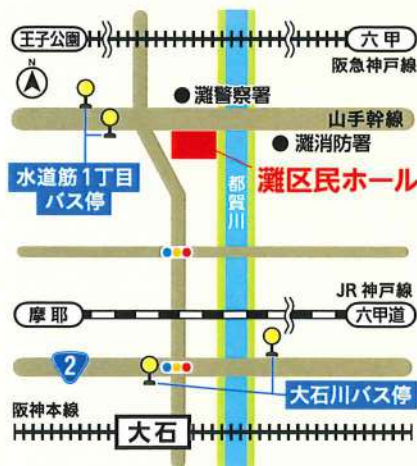 王子公園
六甲
阪急神戸線
N
灘警察署
山手幹線
灘消防署
水道筋1丁目
バス停
灘区民ホール
都賀川
JR神戸線
摩耶
六甲道
2
大石川バス停
阪神本線
大石